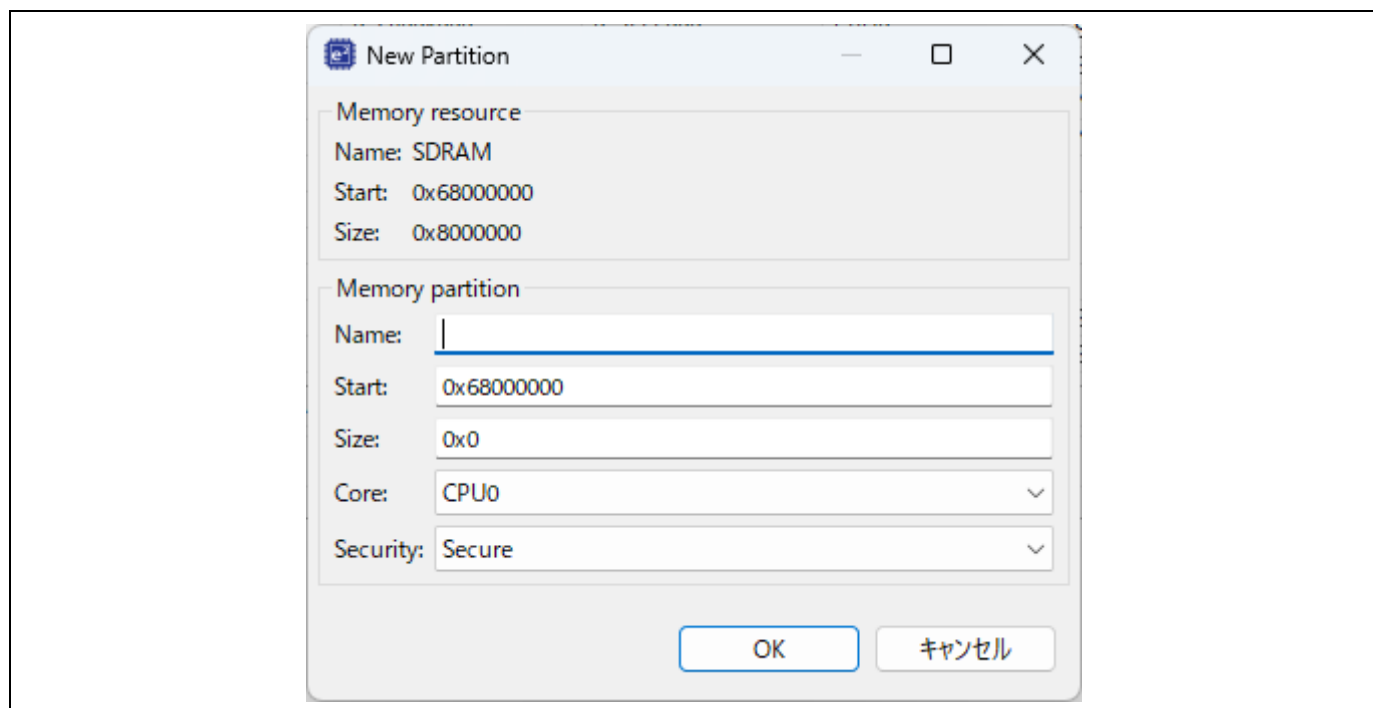 New Partition
Memory resource
Name: SDRAM
Start: 0x68000000
Size: 0x8000000
Memory partition
Name:
Start: 0x68000000
Size: 0x0
Core: CPU0
Security: Secure
OK キャンセル